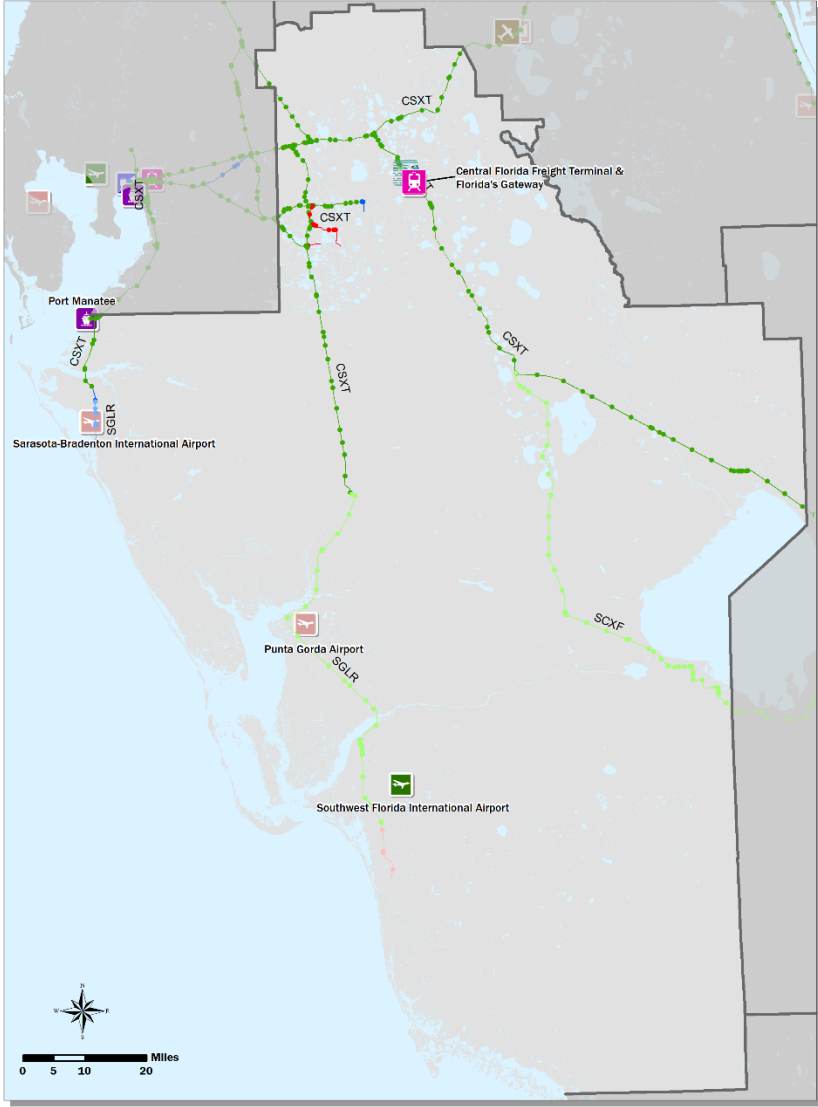 CSXT
Central Florida Freight Terminal &
Florida's Gateway
CSXT
CSXT
Port Manatee
CSXT
CSXT
CSXT
SGLR
Sarasota-Bradenton International Airport
SCXF
Punta Gorda Airport
SGLR
Southwest Florida International Airport
N
W E
S
Miles
0 5 10 20